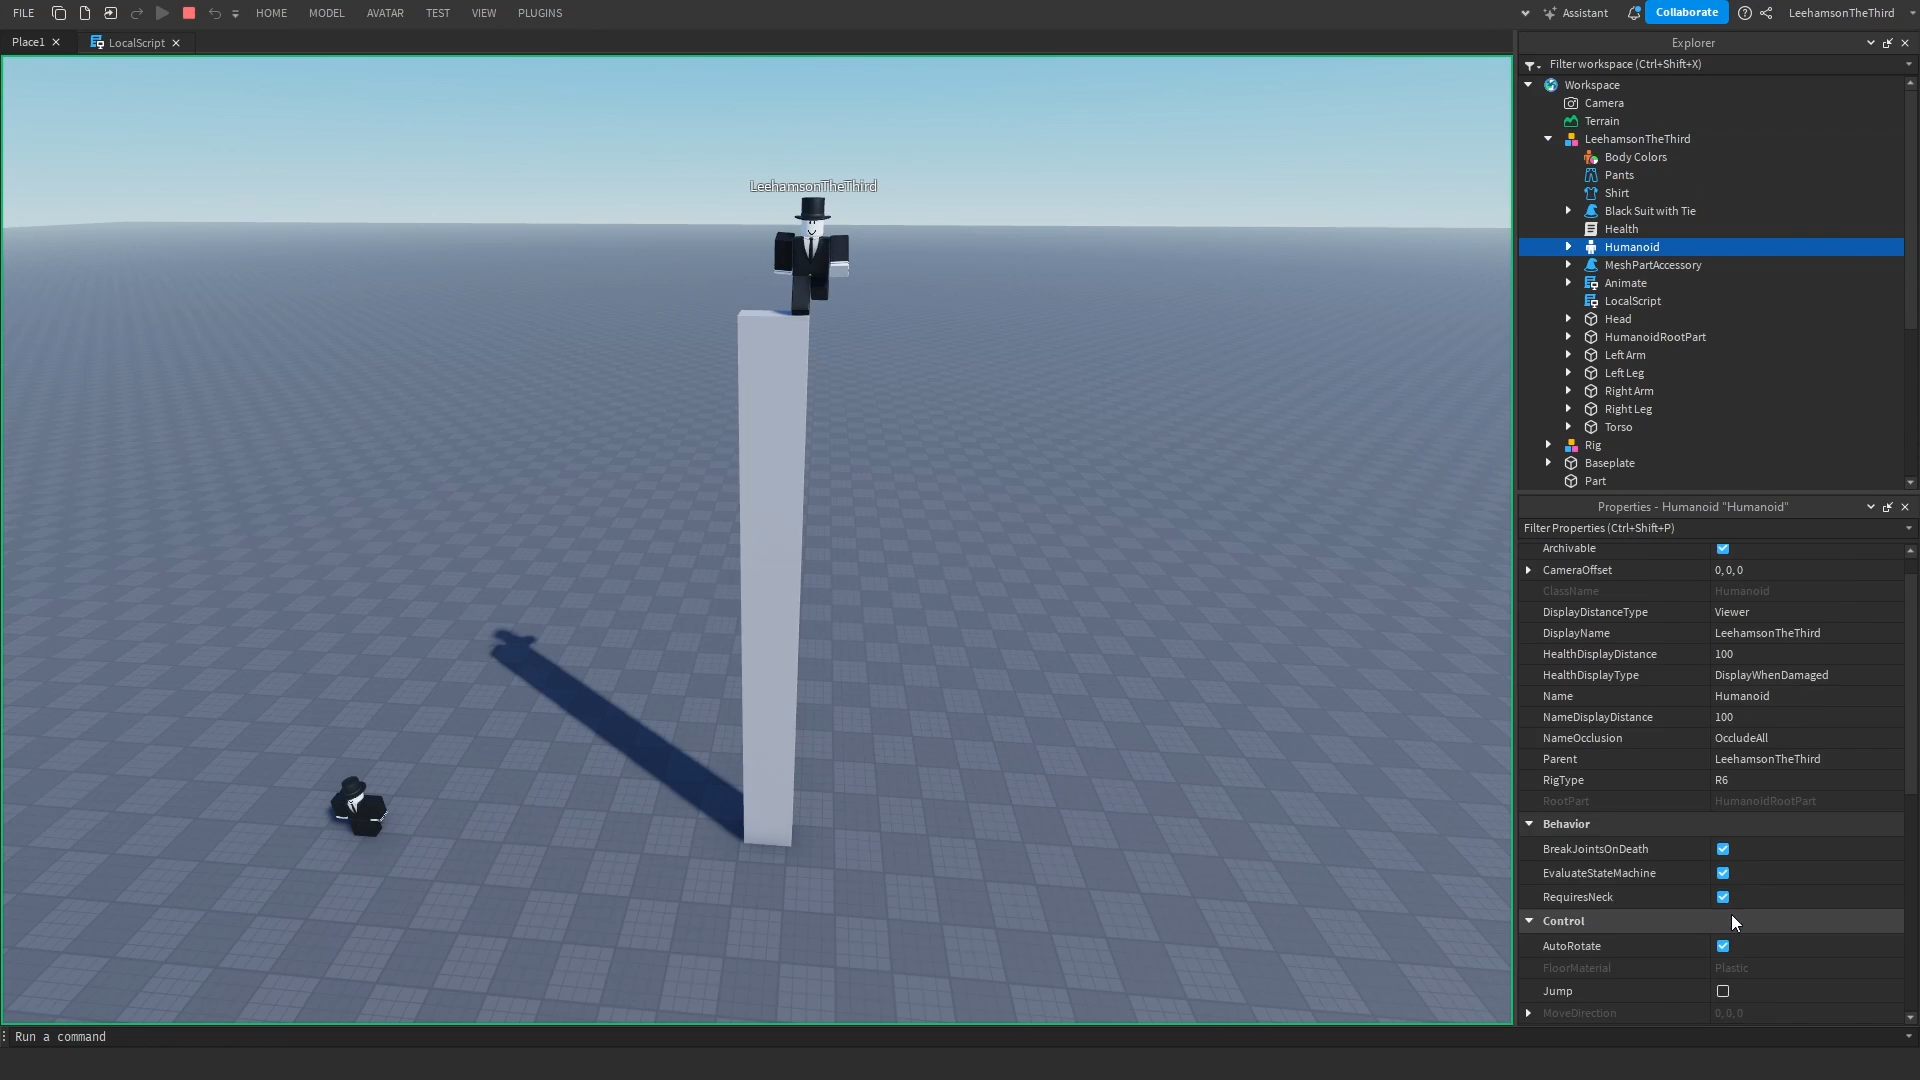 FILE HOME MODEL AVATAR TEST VIEW PLUGINS Assistant Collaborate LeehamsonTheThird
Place1 LocalScript
LeehamsonTheThird
Explorer
Filter workspace (Ctrl+Shift+X)
Workspace
Camera
Terrain
LeehamsonTheThird
Body Colors
Pants
Shirt
Black Suit with Tie
Health
Humanoid
MeshPartAccessory
Animate
LocalScript
Head
HumanoidRootPart
Left Arm
Left Leg
Right Arm
Right Leg
Torso
Rig
Baseplate
Part
Properties - Humanoid "Humanoid"
Filter Properties (Ctrl+Shift+P)
Archivable
CameraOffset 0, 0, 0
ClassName Humanoid
DisplayDistanceType Viewer
DisplayName LeehamsonTheThird
HealthDisplayDistance 100
HealthDisplayType DisplayWhenDamaged
Name Humanoid
NameDisplayDistance 100
NameOcclusion OccludeAll
Parent LeehamsonTheThird
RigType R6
RootPart HumanoidRootPart
Behavior
BreakJointsOnDeath
EvaluateStateMachine
RequiresNeck
Control
AutoRotate
FloorMaterial Plastic
Jump
MoveDirection 0, 0, 0
Run a command